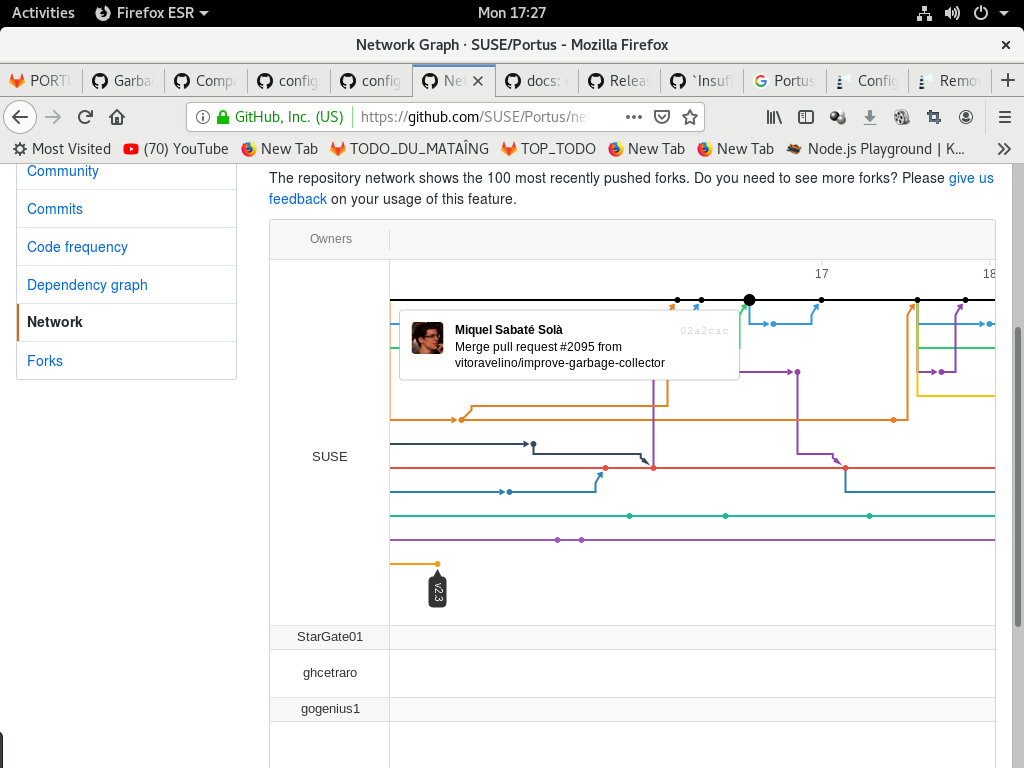 Activities Firefox ESR Mon 17:27
Network Graph · SUSE/Portus - Mozilla Firefox
PORT Garba Comp config config Net docs: Releas `Insuf Portus Config Remo
GitHub, Inc. (US) https://github.com/SUSE/Portus/ne
Most Visited (70) YouTube New Tab TODO_DU_MATAÎNG TOP_TODO New Tab New Tab Node.js Playground | K...
Community
Commits
Code frequency
Dependency graph
Network
Forks
The repository network shows the 100 most recently pushed forks. Do you need to see more forks? Please give us
feedback on your usage of this feature.
Owners
17 18
Miquel Sabaté Solà 02a2cac
Merge pull request #2095 from
vitoravelino/improve-garbage-collector
SUSE
v2.3
StarGate01
ghcetraro
gogenius1